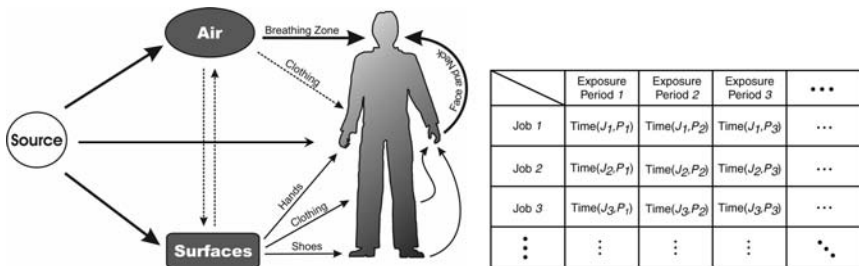 Air
Breathing Zone
Clothing
Face and Neck
Source
Hands
Clothing
Shoes
Surfaces
Exposure Period 1 Exposure Period 2 Exposure Period 3 •••
Job 1 Time(J1,P1) Time(J1,P2) Time(J1,P3) ...
Job 2 Time(J2,P1) Time(J2,P2) Time(J2,P3) ...
Job 3 Time(J3,P1) Time(J3,P2) Time(J3,P3) ...